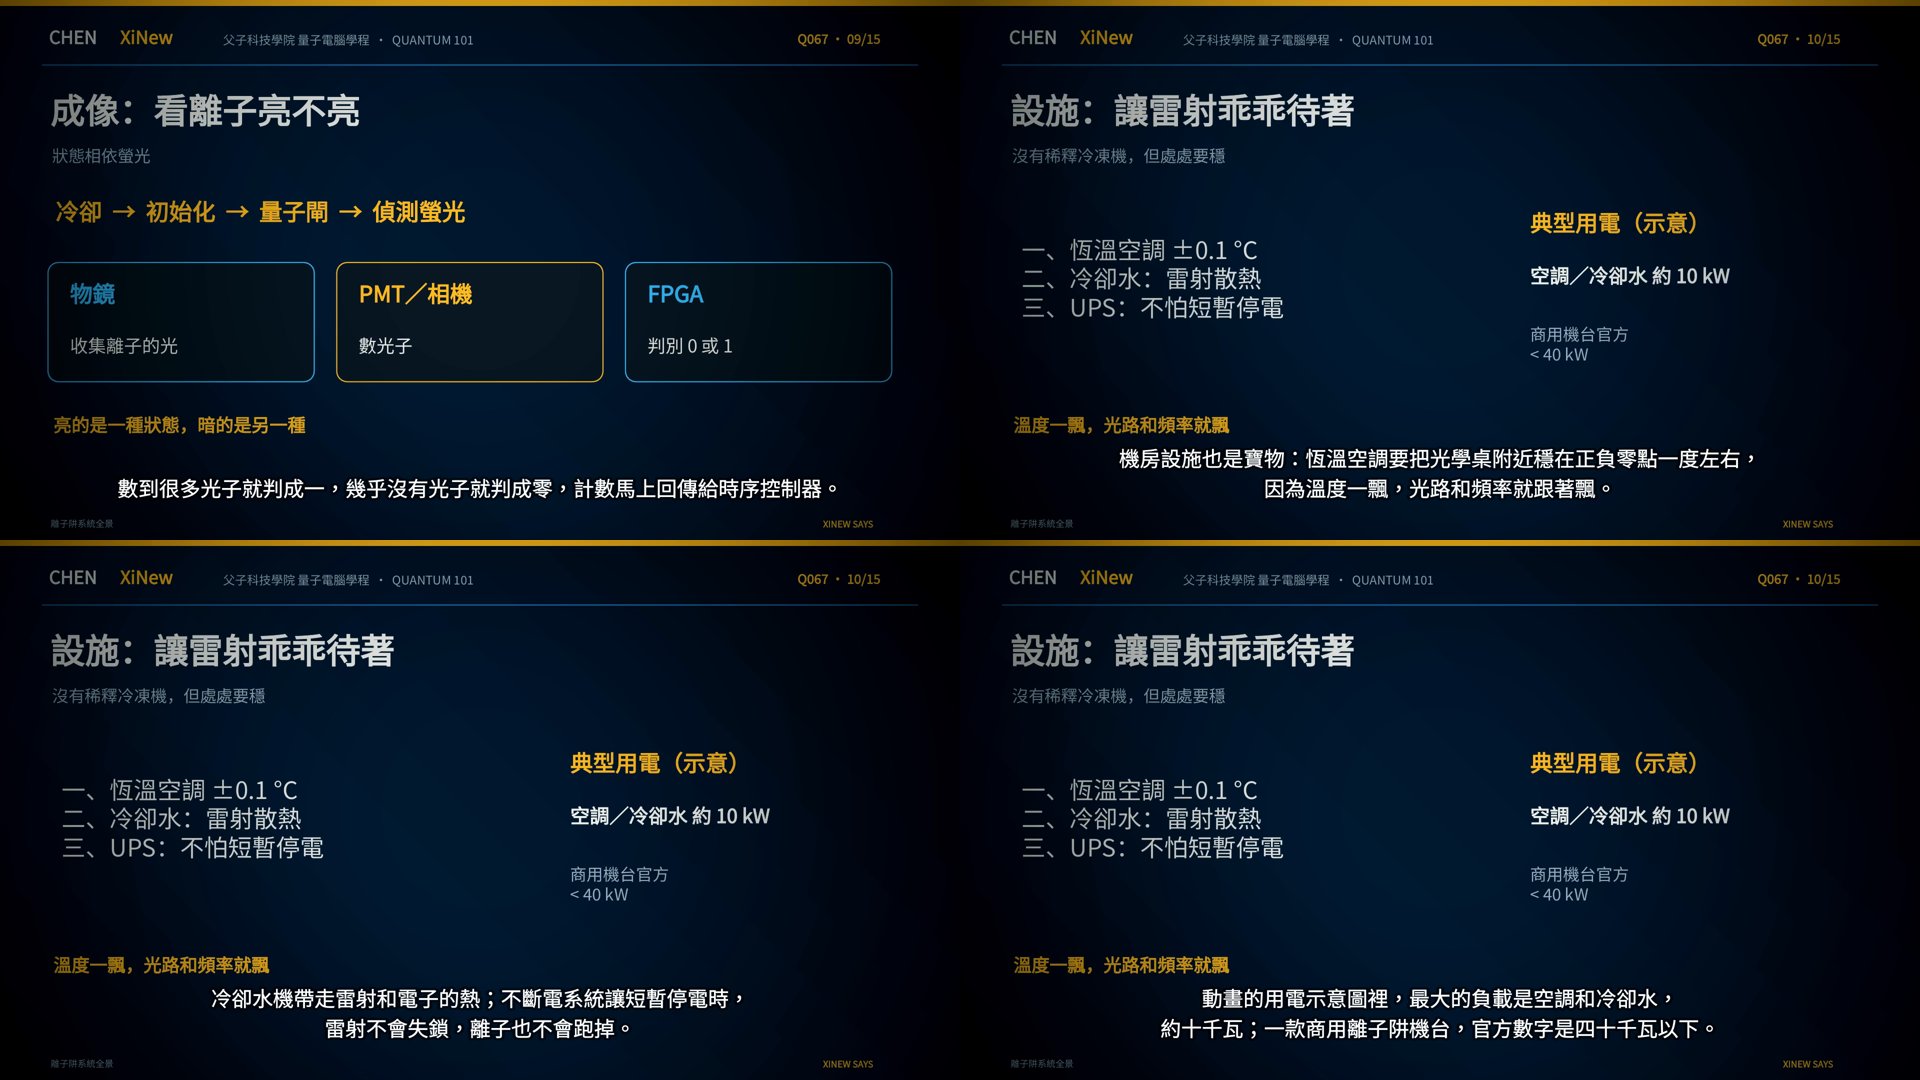 CHEN XiNew 父子科技學院 量子電腦學程 · QUANTUM 101 Q067 · 09/15
成像：看離子亮不亮
狀態相依螢光
冷卻 → 初始化 → 量子閘 → 偵測螢光
物鏡
收集離子的光
PMT／相機
數光子
FPGA
判別 0 或 1
亮的是一種狀態，暗的是另一種
數到很多光子就判成一，幾乎沒有光子就判成零，計數馬上回傳給時序控制器。
離子阱系統全景 XINEW SAYS
CHEN XiNew 父子科技學院 量子電腦學程 · QUANTUM 101 Q067 · 10/15
設施：讓雷射乖乖待著
沒有稀釋冷凍機，但處處要穩
一、恆溫空調 ±0.1 °C
二、冷卻水：雷射散熱
三、UPS：不怕短暫停電
典型用電（示意）
空調／冷卻水 約 10 kW
商用機台官方
< 40 kW
溫度一飄，光路和頻率就飄
機房設施也是寶物：恆溫空調要把光學桌附近穩在正負零點一度左右，
因為溫度一飄，光路和頻率就跟著飄。
離子阱系統全景 XINEW SAYS
CHEN XiNew 父子科技學院 量子電腦學程 · QUANTUM 101 Q067 · 10/15
設施：讓雷射乖乖待著
沒有稀釋冷凍機，但處處要穩
一、恆溫空調 ±0.1 °C
二、冷卻水：雷射散熱
三、UPS：不怕短暫停電
典型用電（示意）
空調／冷卻水 約 10 kW
商用機台官方
< 40 kW
溫度一飄，光路和頻率就飄
冷卻水機帶走雷射和電子的熱；不斷電系統讓短暫停電時，
雷射不會失鎖，離子也不會跑掉。
離子阱系統全景 XINEW SAYS
CHEN XiNew 父子科技學院 量子電腦學程 · QUANTUM 101 Q067 · 10/15
設施：讓雷射乖乖待著
沒有稀釋冷凍機，但處處要穩
一、恆溫空調 ±0.1 °C
二、冷卻水：雷射散熱
三、UPS：不怕短暫停電
典型用電（示意）
空調／冷卻水 約 10 kW
商用機台官方
< 40 kW
溫度一飄，光路和頻率就飄
動畫的用電示意圖裡，最大的負載是空調和冷卻水，
約十千瓦；一款商用離子阱機台，官方數字是四十千瓦以下。
離子阱系統全景 XINEW SAYS